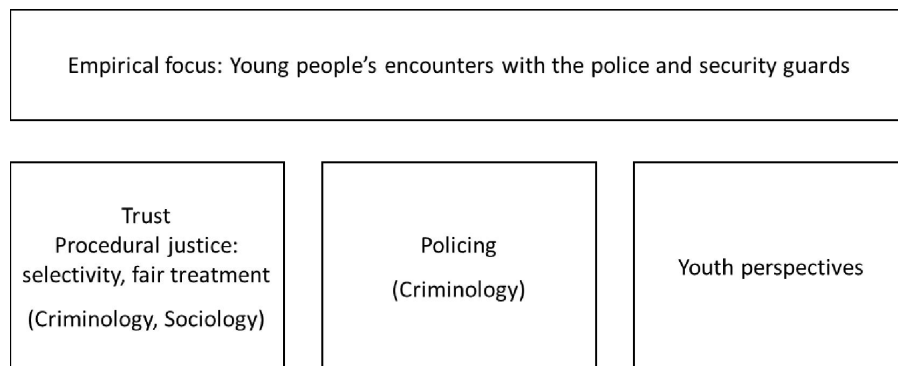 Empirical focus: Young people’s encounters with the police and security guards
Trust
Procedural justice:
selectivity, fair treatment
(Criminology, Sociology)
Policing
(Criminology)
Youth perspectives